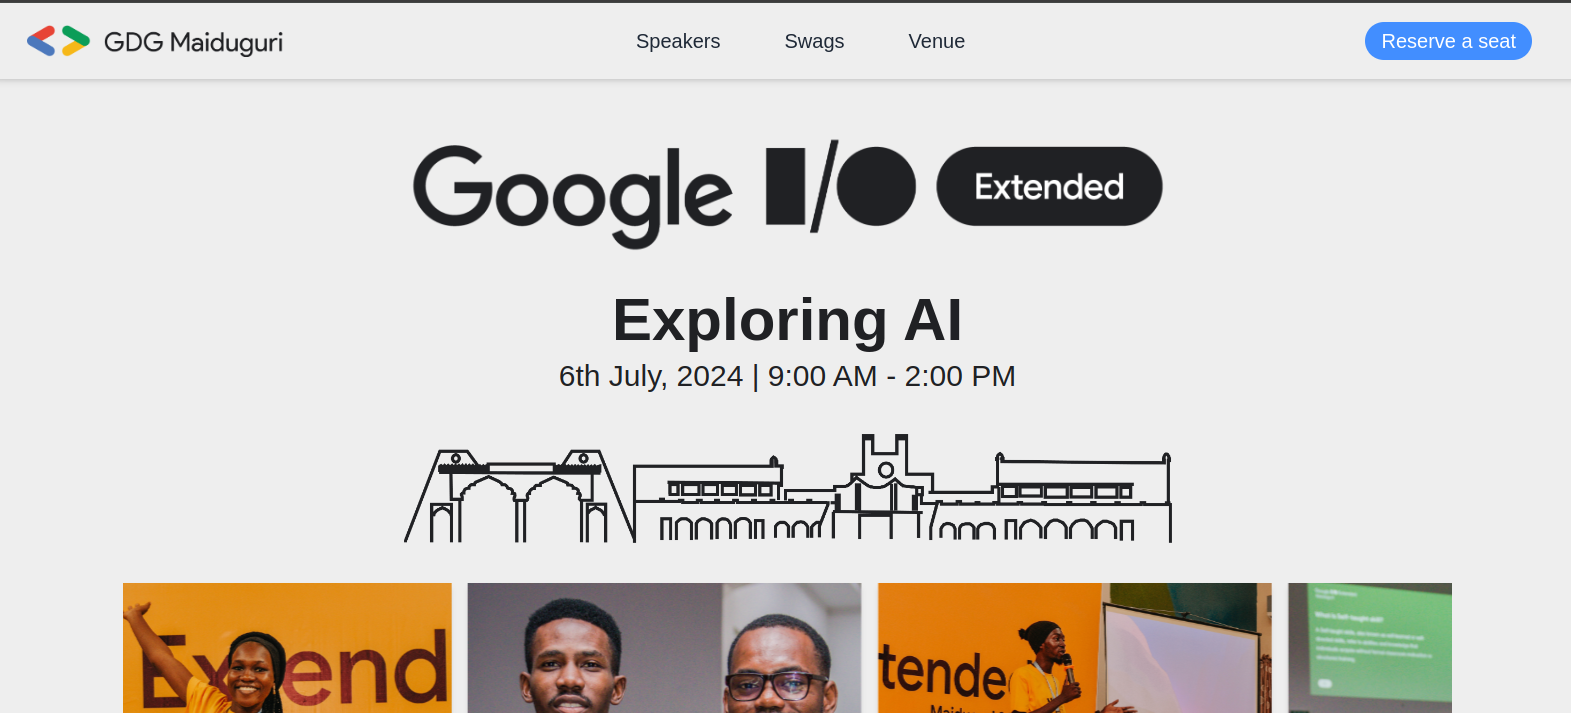 GDG Maiduguri
Speakers
Swags
Venue
Reserve a seat
Google I/O Extended
Exploring AI
6th July, 2024 | 9:00 AM - 2:00 PM
Extend
tende